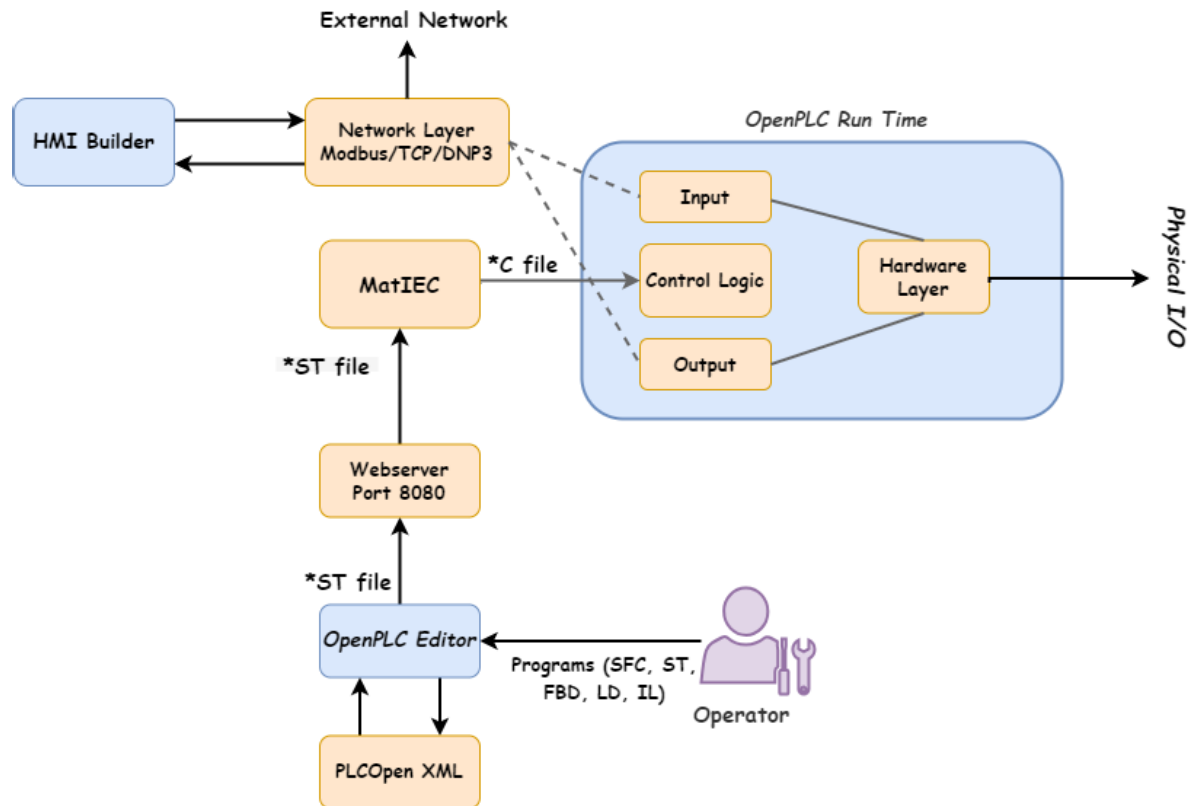 External Network
HMI Builder
Network Layer
Modbus/TCP/DNP3
OpenPLC Run Time
Input
Control Logic
Output
Hardware
Layer
Physical I/O
MatIEC
*C file
*ST file
Webserver
Port 8080
*ST file
OpenPLC Editor
Programs (SFC, ST,
FBD, LD, IL)
Operator
PLCOpen XML